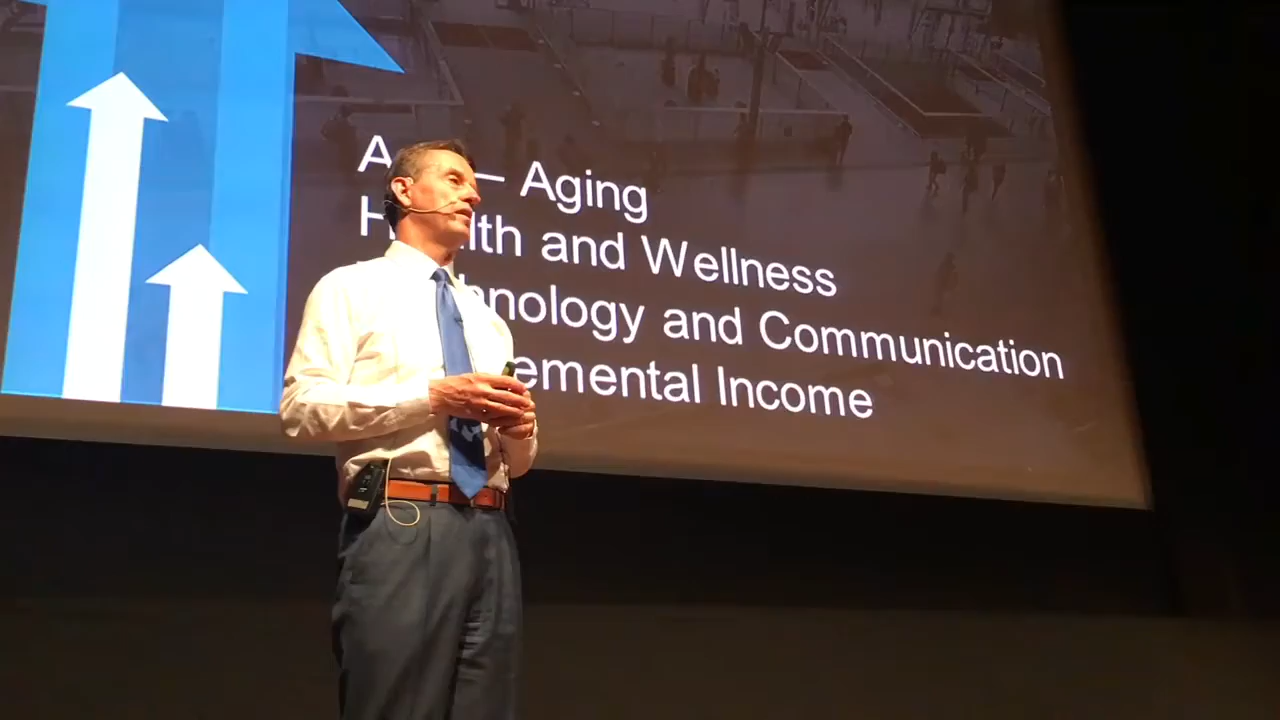 — Aging
and Wellness
and Communication
Income